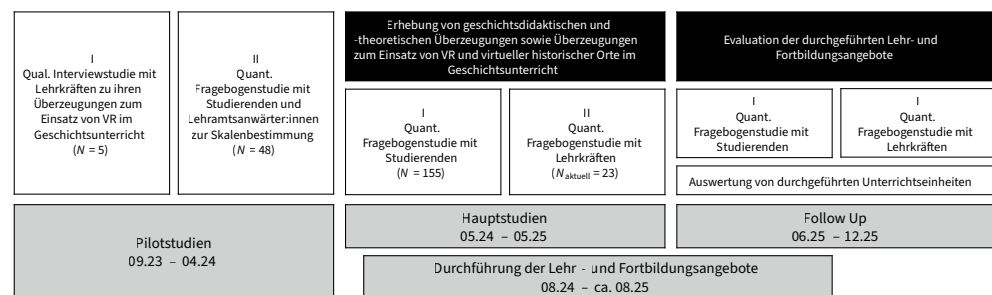 I
Qual. Interviewstudie mit
Lehrkräften zu ihren
Überzeugungen zum
Einsatz von VR im
Geschichtsunterricht
(N = 5)
II
Quant.
Fragebogenstudie mit
Studierenden und
Lehramtsanwärter:innen
zur Skalenbestimmung
(N = 48)
Pilotstudien
09.23 – 04.24
Erhebung von geschichtsdidaktischen und
-theoretischen Überzeugungen sowie Überzeugungen
zum Einsatz von VR und virtueller historischer Orte im
Geschichtsunterricht
I
Quant.
Fragebogenstudie mit
Studierenden
(N = 155)
II
Quant.
Fragebogenstudie mit
Lehrkräften
(N aktuell = 23)
Hauptstudien
05.24 – 05.25
Evaluation der durchgeführten Lehr- und
Fortbildungsangebote
I
Quant.
Fragebogenstudie mit
Studierenden
I
Quant.
Fragebogenstudie mit
Lehrkräften
Auswertung von durchgeführten Unterrichtseinheiten
Follow Up
06.25 – 12.25
Durchführung der Lehr - und Fortbildungsangebote
08.24 – ca. 08.25